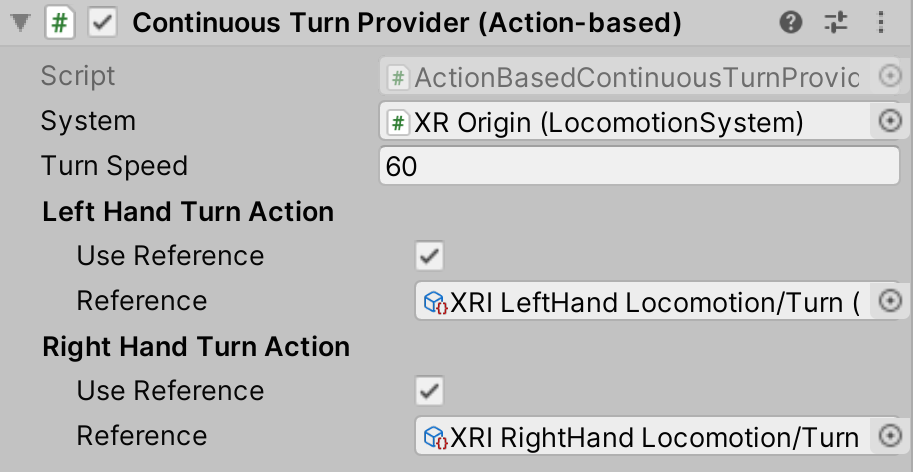 Continuous Turn Provider (Action-based)
Script # ActionBasedContinuousTurnProvid
System # XR Origin (LocomotionSystem)
Turn Speed 60
Left Hand Turn Action
Use Reference
Reference XRI LeftHand Locomotion/Turn (
Right Hand Turn Action
Use Reference
Reference XRI RightHand Locomotion/Turn